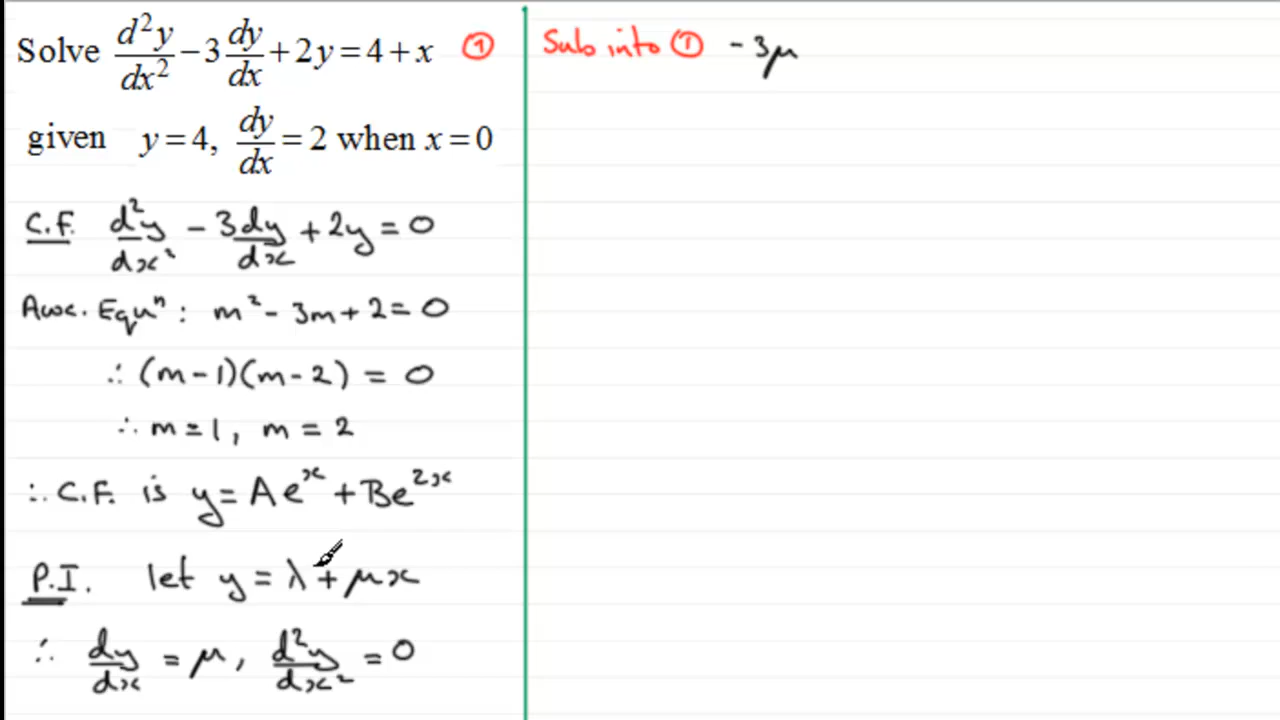 Solve d²y/dx² − 3 dy/dx + 2y = 4 + x ①
given y = 4, dy/dx = 2 when x = 0
C.F. d²y/dx² − 3dy/dx + 2y = 0
Aux. Equⁿ : m² − 3m + 2 = 0
∴ (m − 1)(m − 2) = 0
∴ m = 1, m = 2
∴ C.F. is y = Ae^x + Be^2x
P.I. let y = λ + μx
∴ dy/dx = μ, d²y/dx² = 0
Sub into ① − 3μ